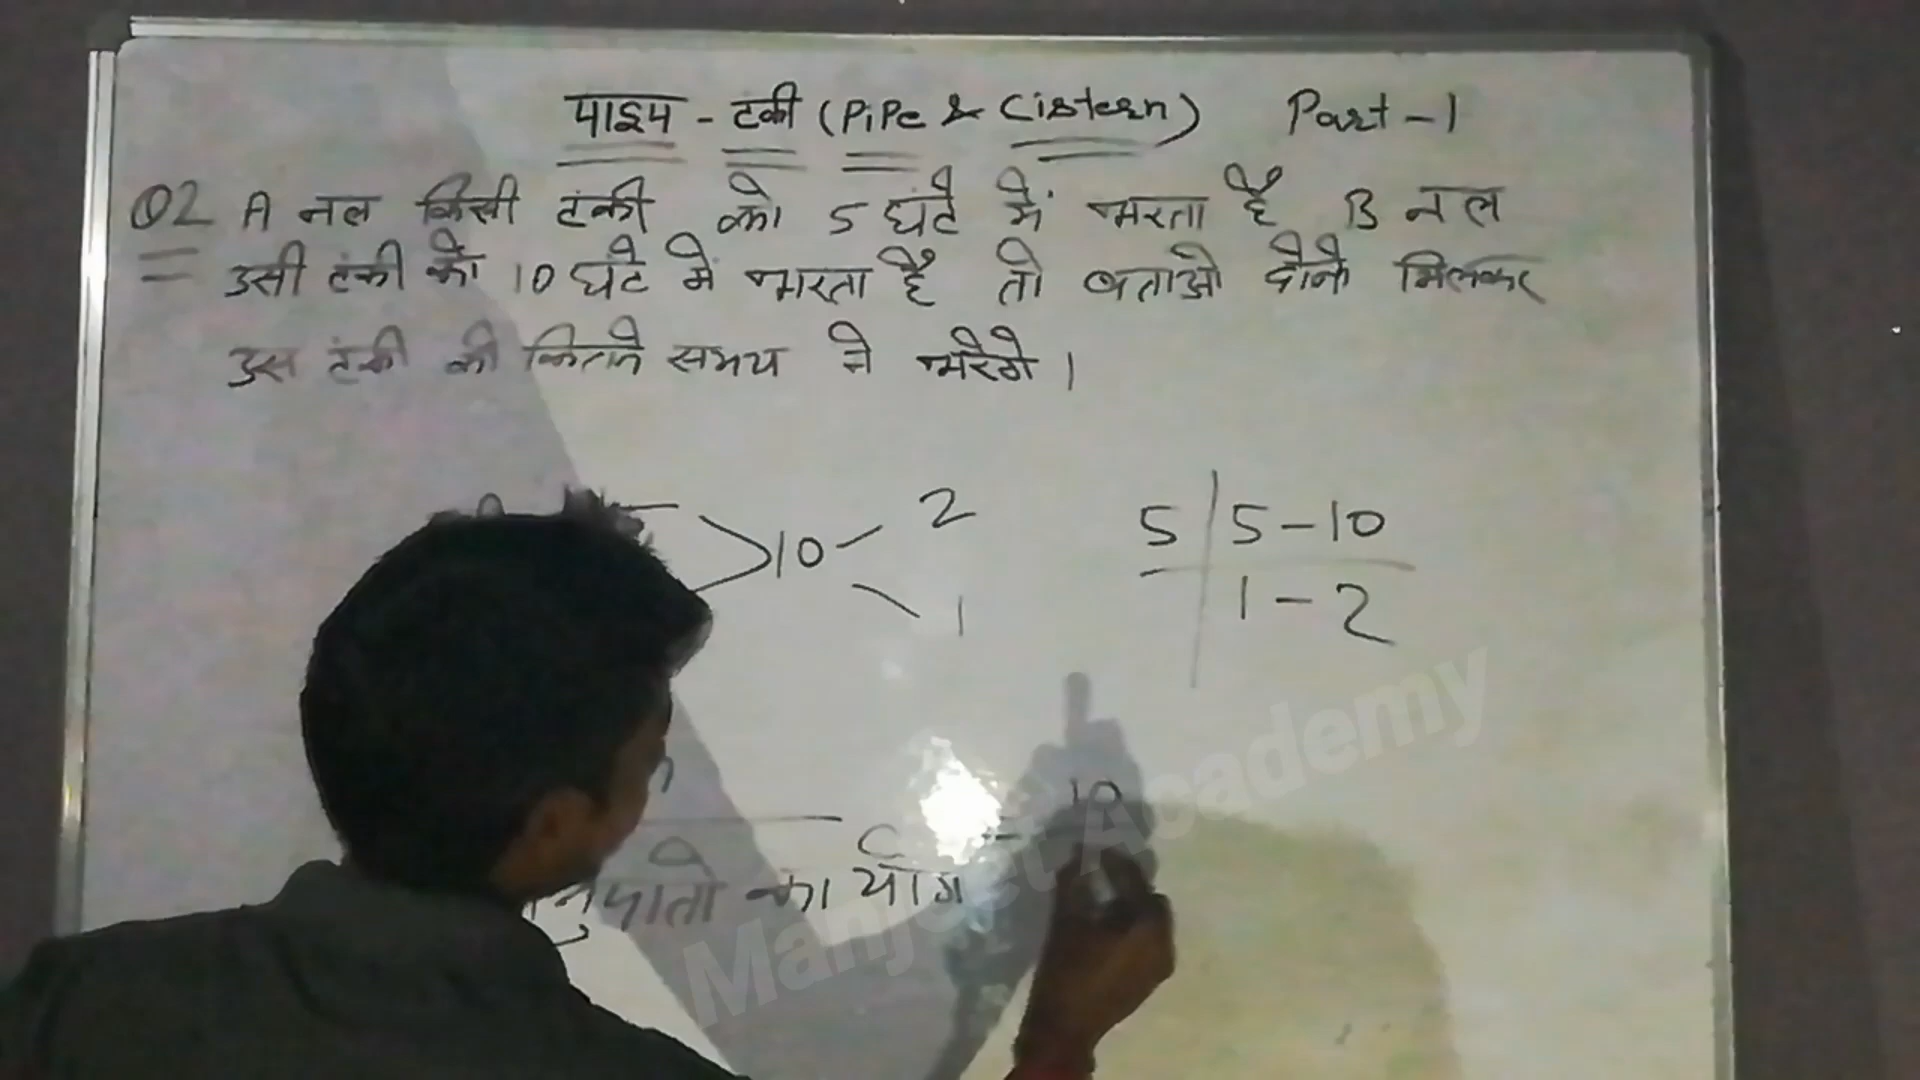 पाइप - टंकी (PiPe & Cistern) Part-1
Q2 A नल किसी टंकी को 5 घंटे में भरता है B नल
उसी टंकी को 10 घंटे में भरता है तो बताओ दोनो मिलकर
उस टंकी को कितने समय मे भरेगे ।
10 2
1
5 5-10
1-2
10
का योग
Manjeet Academy